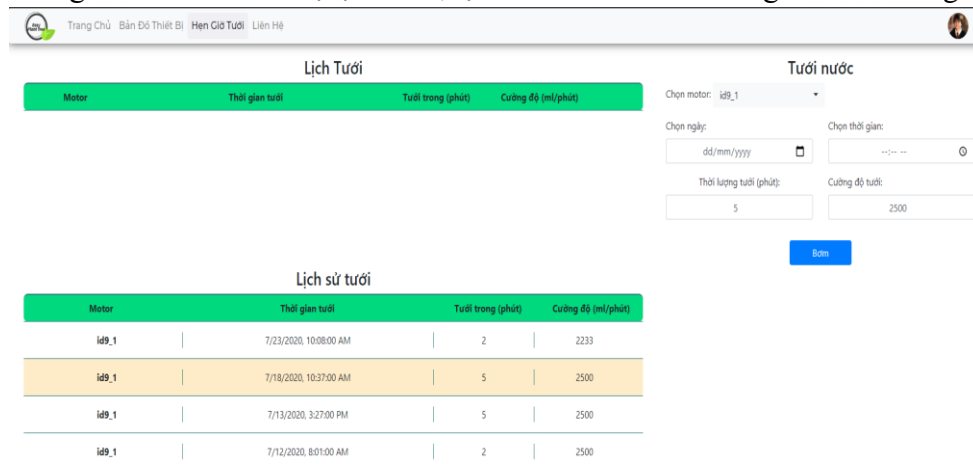 Trang Chủ Bản Đồ Thiết Bị Hẹn Giờ Tưới Liên Hệ
Lịch Tưới
Motor Thời gian tưới Tưới trong (phút) Cường độ (ml/phút)
Tưới nước
Chọn motor: id9_1
Chọn ngày: Chọn thời gian:
dd/mm/yyyy --:-- --
Thời lượng tưới (phút): Cường độ tưới:
5 2500
Bơm
Lịch sử tưới
Motor Thời gian tưới Tưới trong (phút) Cường độ (ml/phút)
id9_1 7/23/2020, 10:08:00 AM 2 2233
id9_1 7/18/2020, 10:37:00 AM 5 2500
id9_1 7/13/2020, 3:27:00 PM 5 2500
id9_1 7/12/2020, 8:01:00 AM 2 2500